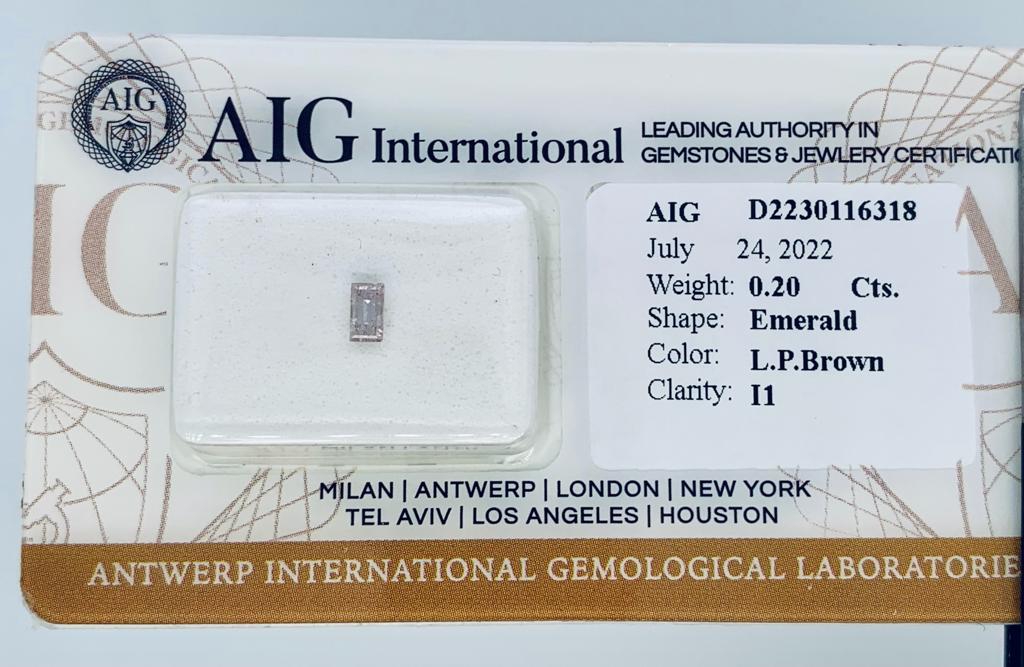 AIG
AIG International
LEADING AUTHORITY IN
GEMSTONES & JEWLERY CERTIFICATI
AIG D2230116318
July 24, 2022
Weight: 0.20 Cts.
Shape: Emerald
Color: L.P.Brown
Clarity: I1
MILAN | ANTWERP | LONDON | NEW YORK
TEL AVIV | LOS ANGELES | HOUSTON
ANTWERP INTERNATIONAL GEMOLOGICAL LABORATORIE